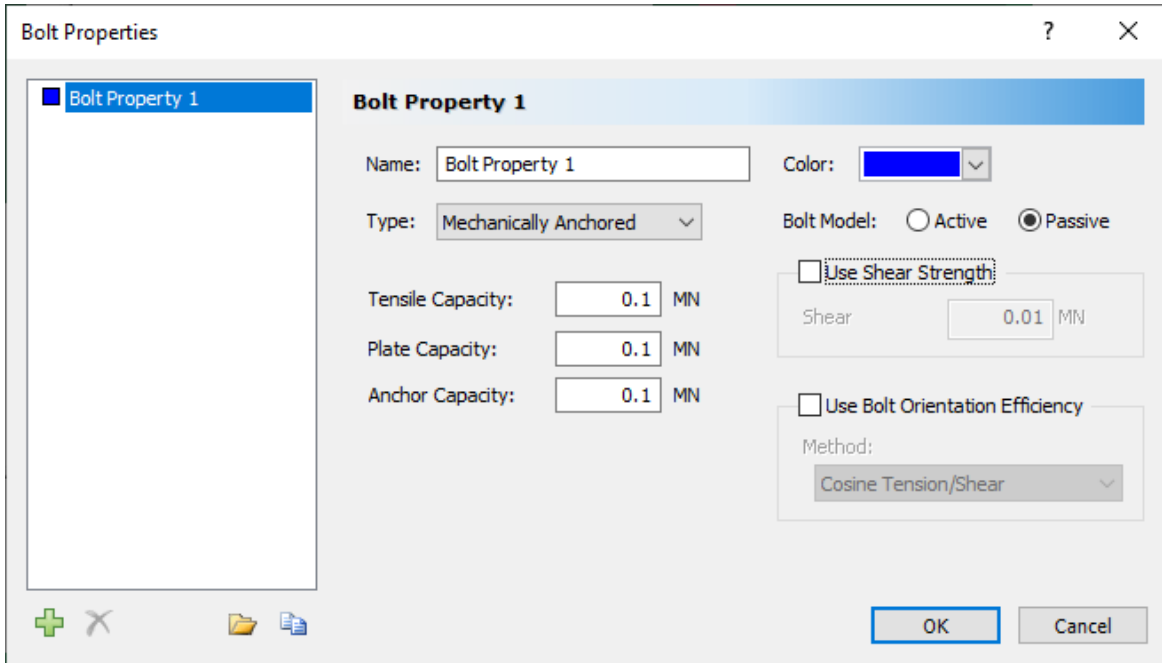 Bolt Properties ?
Bolt Property 1
Bolt Property 1
Name: Bolt Property 1 Color:
Type: Mechanically Anchored Bolt Model: Active Passive
Use Shear Strength
Tensile Capacity: 0.1 MN
Shear 0.01 MN
Plate Capacity: 0.1 MN
Anchor Capacity: 0.1 MN
Use Bolt Orientation Efficiency
Method:
Cosine Tension/Shear
OK Cancel